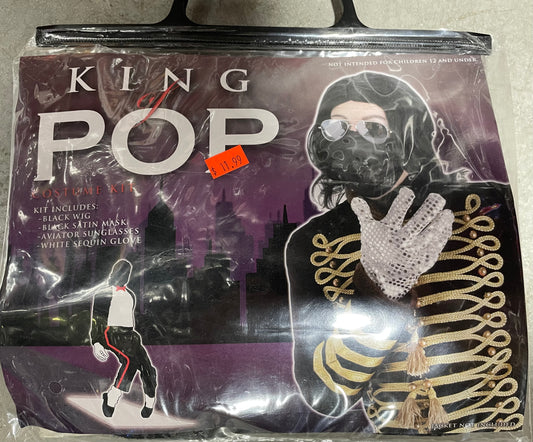 NOT INTENDED FOR CHILDREN 12 AND UNDER
KING
of
POP
$ 11.99
COSTUME KIT
KIT INCLUDES:
-BLACK WIG
-BLACK SATIN MASK
-AVIATOR SUNGLASSES
-WHITE SEQUIN GLOVE
JACKET NOT INCLUDED